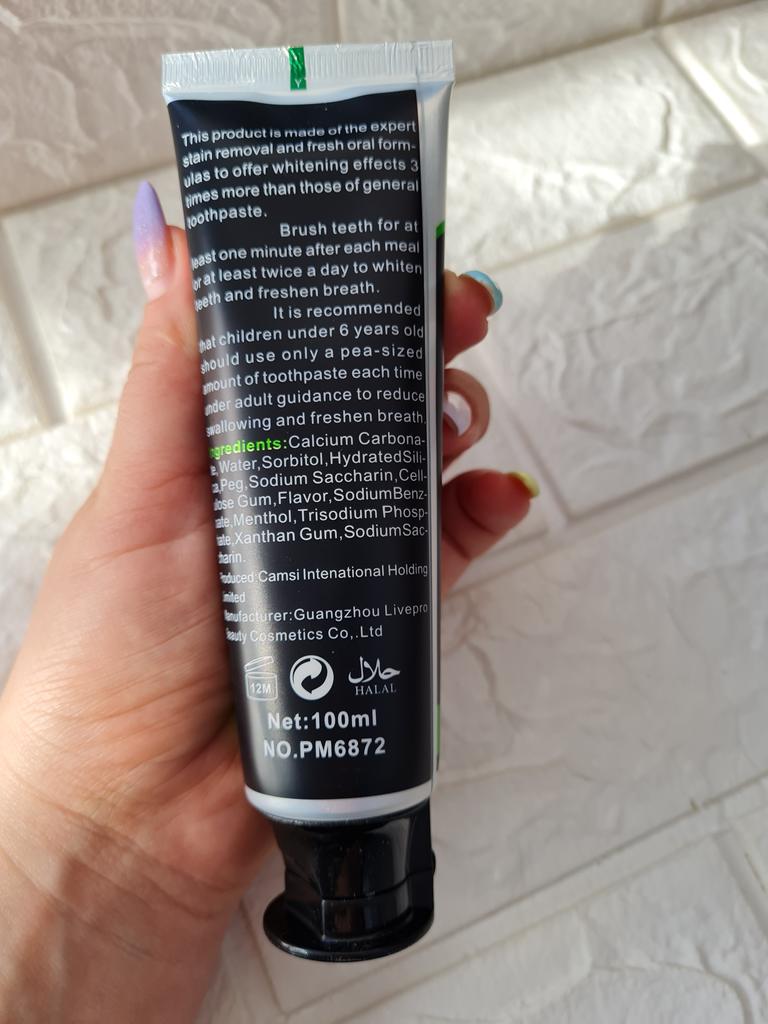 This product is made of the expert
stain removal and fresh oral form-
ulas to offer whitening effects 3
times more than those of general
toothpaste.
Brush teeth for at
least one minute after each meal
or at least twice a day to whiten
teeth and freshen breath.
It is recommended
that children under 6 years old
should use only a pea-sized
amount of toothpaste each time
under adult guidance to reduce
swallowing and freshen breath.
Ingredients:Calcium Carbona-
te,Water,Sorbitol,HydratedSili-
ca,Peg,Sodium Saccharin,Cell-
ulose Gum,Flavor,SodiumBenz-
oate,Menthol,Trisodium Phosp-
hate,Xanthan Gum,SodiumSac-
charin.
Produced:Camsi Intenational Holding
Limited
Manufacturer:Guangzhou Livepro
Beauty Cosmetics Co,.Ltd
12M
حلال
HALAL
Net:100ml
NO.PM6872